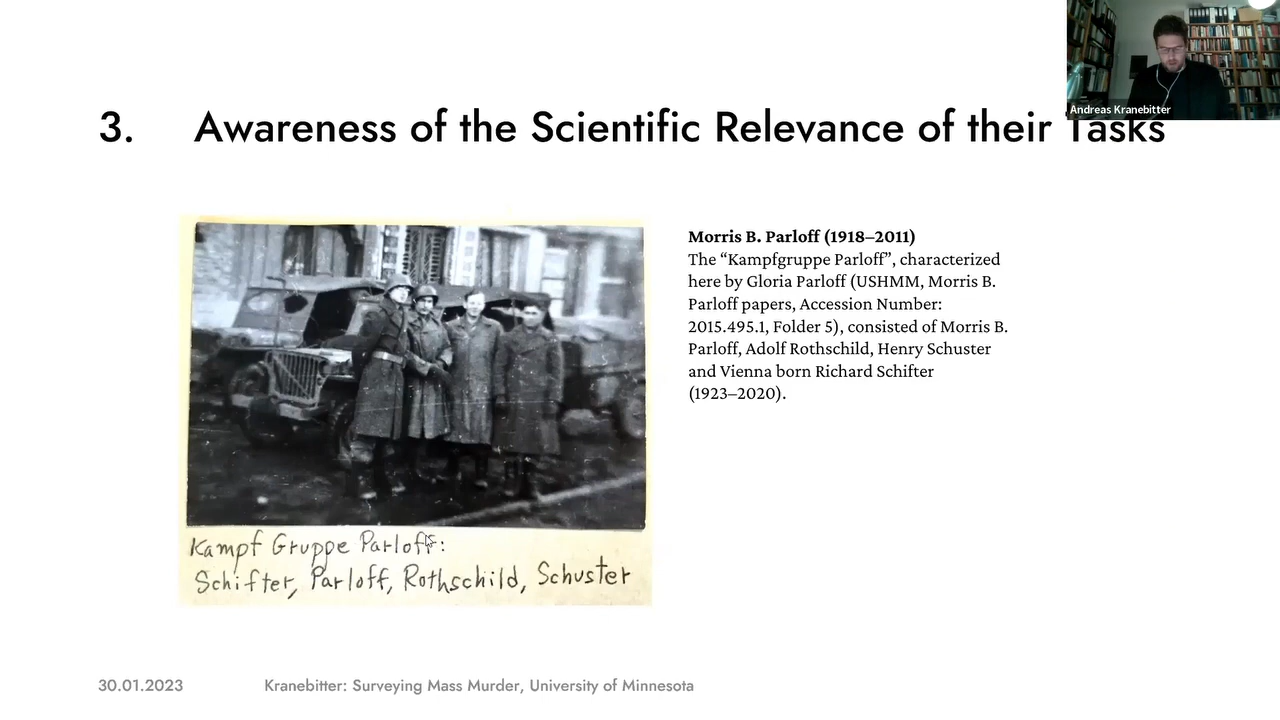 Andreas Kranebitter
3. Awareness of the Scientific Relevance of their Tasks
Morris B. Parloff (1918–2011)
The “Kampfgruppe Parloff”, characterized
here by Gloria Parloff (USHMM, Morris B.
Parloff papers, Accession Number:
2015.495.1, Folder 5), consisted of Morris B.
Parloff, Adolf Rothschild, Henry Schuster
and Vienna born Richard Schifter
(1923–2020).
Kampf Gruppe Parloff:
Schifter, Parloff, Rothschild, Schuster
30.01.2023 Kranebitter: Surveying Mass Murder, University of Minnesota